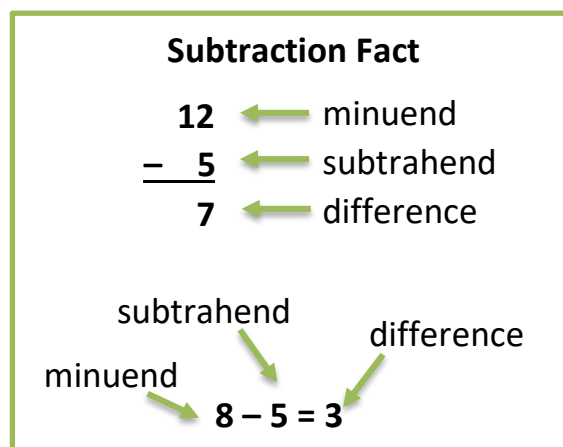 Subtraction Fact
12 minuend
– 5 subtrahend
7 difference
subtrahend
difference
minuend
8 – 5 = 3